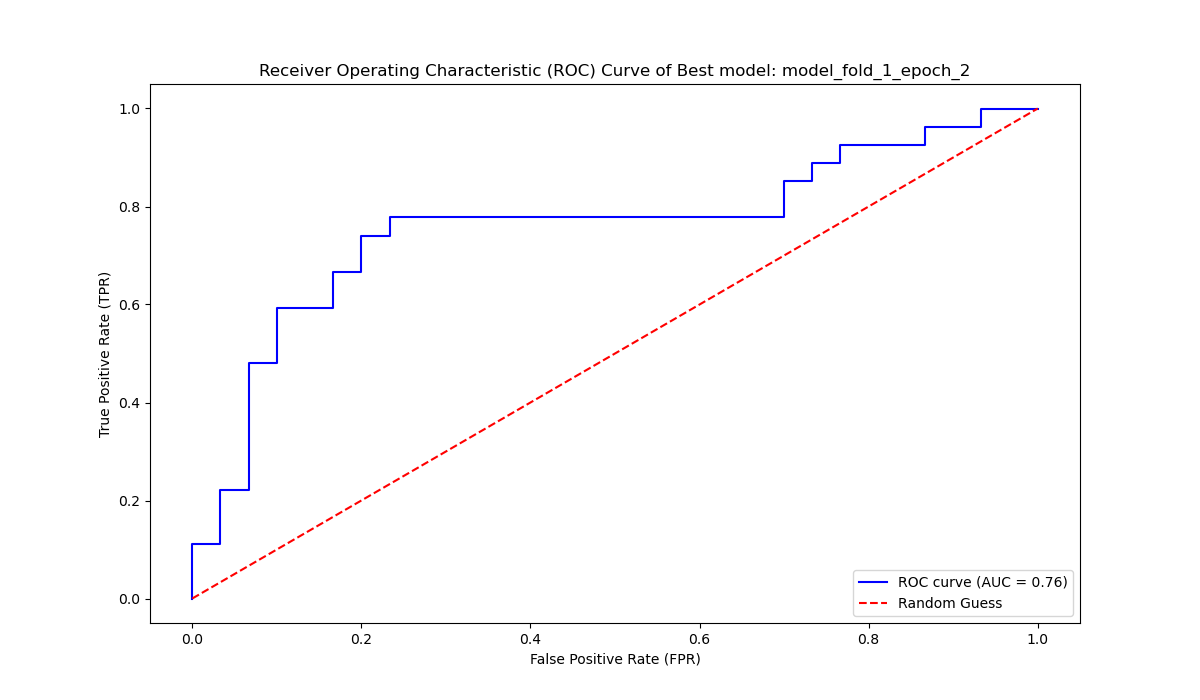 Receiver Operating Characteristic (ROC) Curve of Best model: model_fold_1_epoch_2
1.0
0.8
0.6
0.4
0.2
0.0
True Positive Rate (TPR)
ROC curve (AUC = 0.76)
Random Guess
0.0 0.2 0.4 0.6 0.8 1.0
False Positive Rate (FPR)